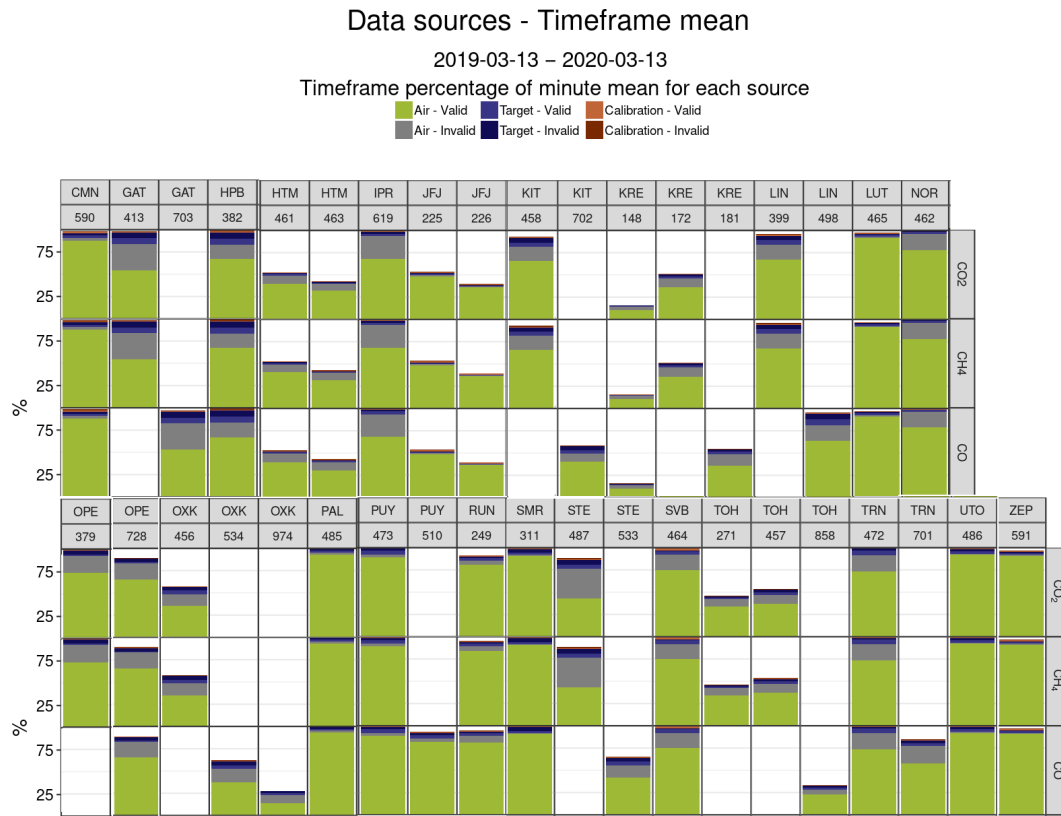 Data sources - Timeframe mean
2019-03-13 – 2020-03-13
Timeframe percentage of minute mean for each source
Air - Valid Target - Valid Calibration - Valid
Air - Invalid Target - Invalid Calibration - Invalid
CMN GAT GAT HPB HTM HTM IPR JFJ JFJ KIT KIT KRE KRE KRE LIN LIN LUT NOR
590 413 703 382 461 463 619 225 226 458 702 148 172 181 399 498 465 462
75
25
CO2
75
25
CH4
75
25
CO
%
OPE OPE OXK OXK OXK PAL PUY PUY RUN SMR STE STE SVB TOH TOH TOH TRN TRN UTO ZEP
379 728 456 534 974 485 473 510 249 311 487 533 464 271 457 858 472 701 486 591
75
25
CO₂
75
25
CH₄
75
25
CO
%